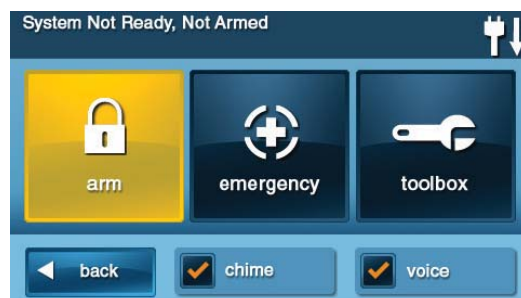 System Not Ready, Not Armed
arm
emergency
toolbox
back
chime
voice